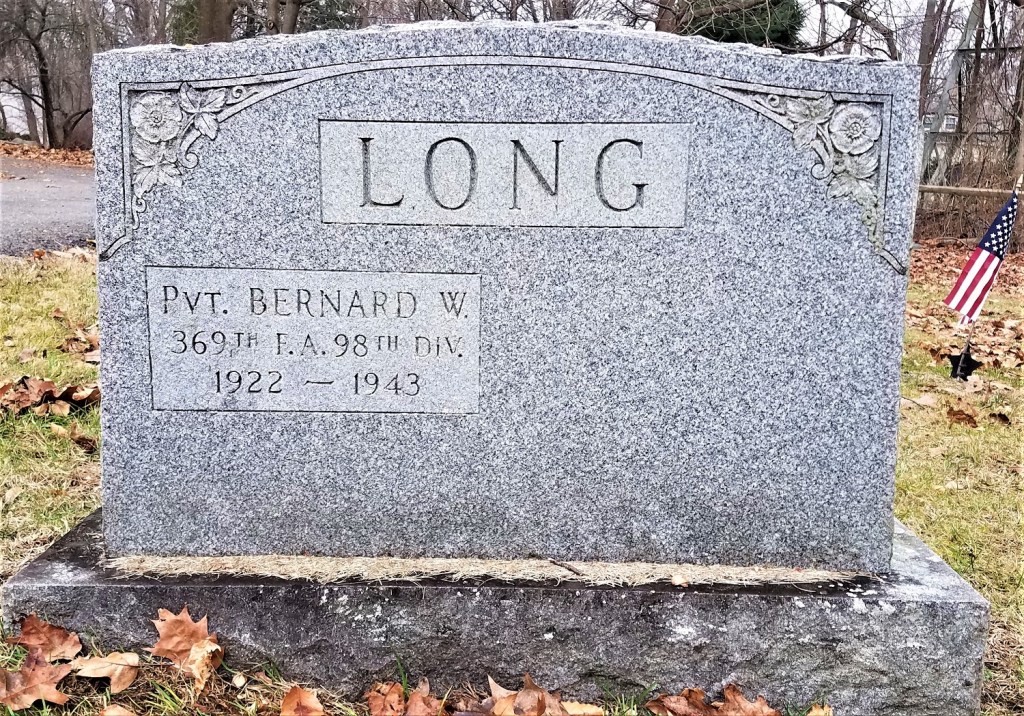 LONG
PVT. BERNARD W.
369TH F.A. 98TH DIV.
1922 — 1943